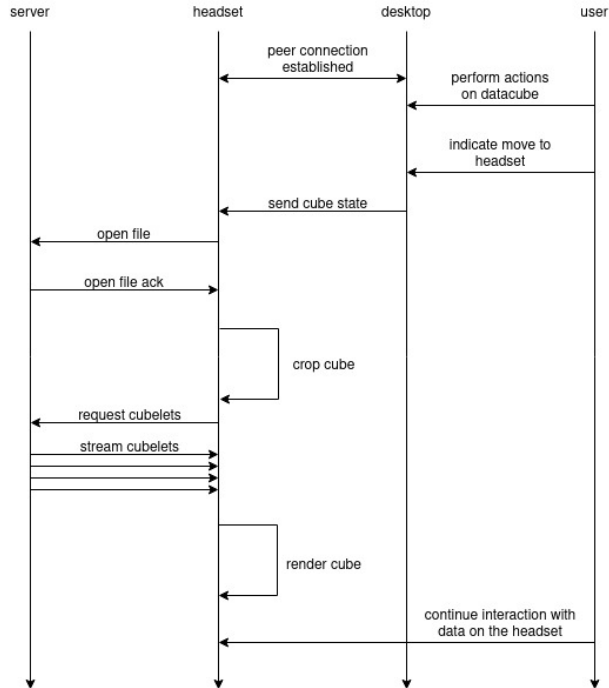 server
headset
desktop
user
peer connection
established
perform actions
on datacube
indicate move to
headset
send cube state
open file
open file ack
crop cube
request cubelets
stream cubelets
render cube
continue interaction with
data on the headset